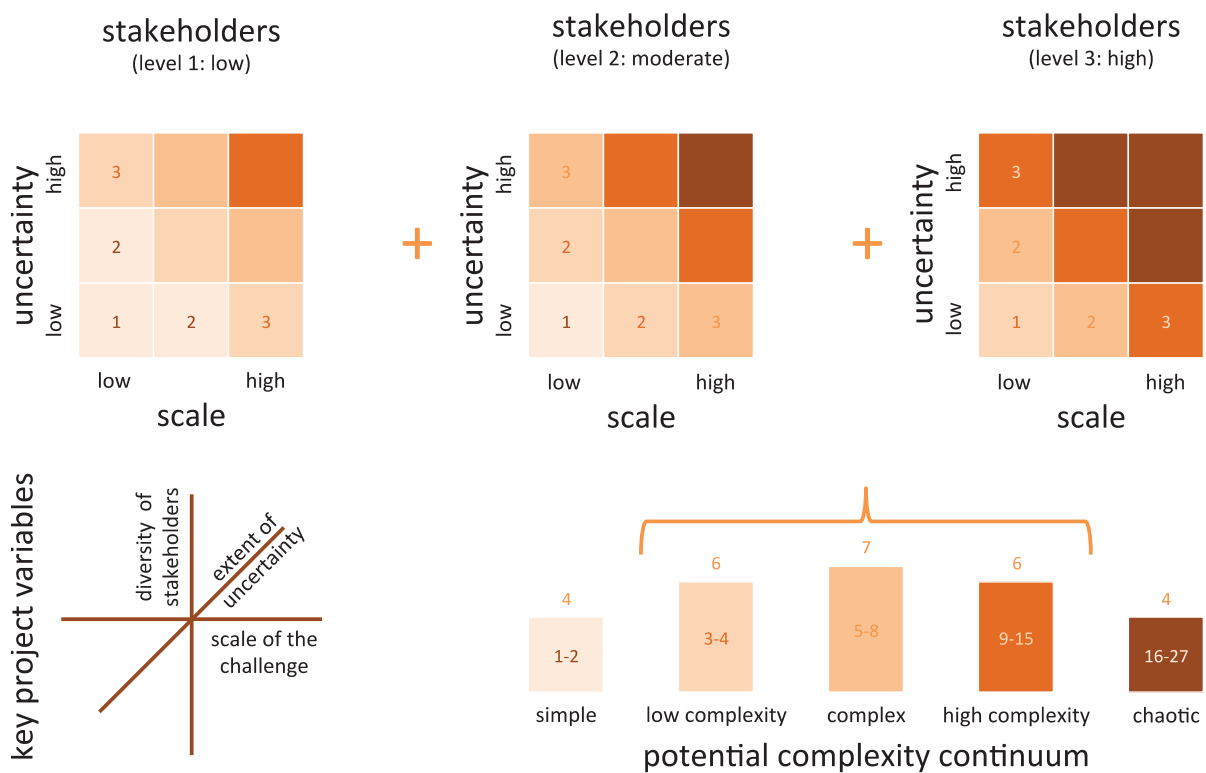 stakeholders
(level 1: low)
uncertainty
high
low
3
2
1
2
3
low
high
scale
+
stakeholders
(level 2: moderate)
uncertainty
high
low
3
2
1
2
3
low
high
scale
+
stakeholders
(level 3: high)
uncertainty
high
low
3
2
1
2
3
low
high
scale
key project variables
diversity of
stakeholders
extent of
uncertainty
scale of the
challenge
4
6
7
6
4
1-2
3-4
5-8
9-15
16-27
simple
low complexity
complex
high complexity
chaotic
potential complexity continuum